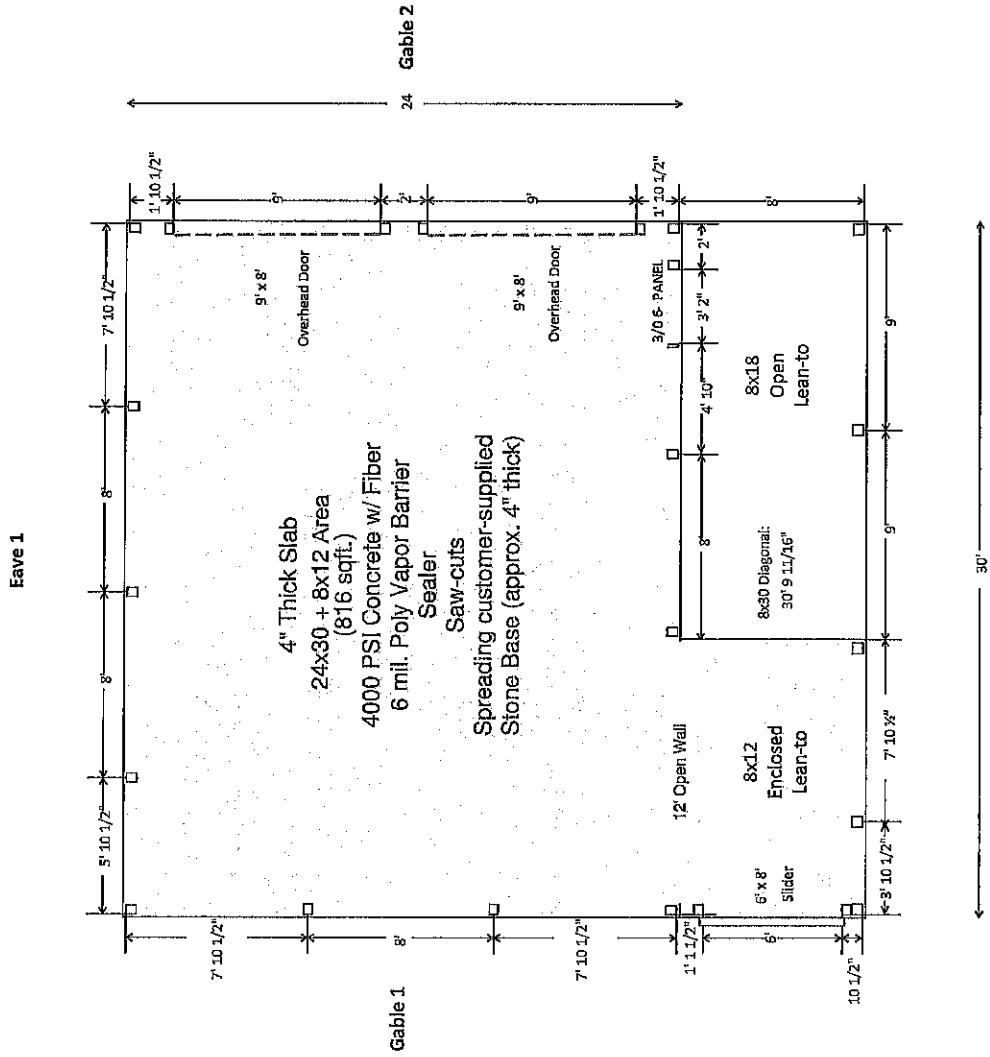 Eave 1
7' 10 1/2"
8'
8'
5' 10 1/2"
Gable 2
24
1' 10 1/2"
9'
2'
9'
1' 10 1/2"
8'
9' x 8'
Overhead Door
9' x 8'
Overhead Door
3/0 6- PANEL
2'
3' 2"
4' 10"
8'
4" Thick Slab
24x30 + 8x12 Area
(816 sqft.)
4000 PSI Concrete w/ Fiber
6 mil. Poly Vapor Barrier
Sealer
Saw-cuts
Spreading customer-supplied
Stone Base (approx. 4" thick)
8x18
Open
Lean-to
8x30 Diagonal:
30' 9 11/16"
12' Open Wall
8x12
Enclosed
Lean-to
6' x 8'
Slider
9'
9'
7' 10 ½"
3' 10 1/2"
30'
7' 10 1/2"
8'
7' 10 1/2"
1' 1 1/2"
6'
10 1/2"
Gable 1